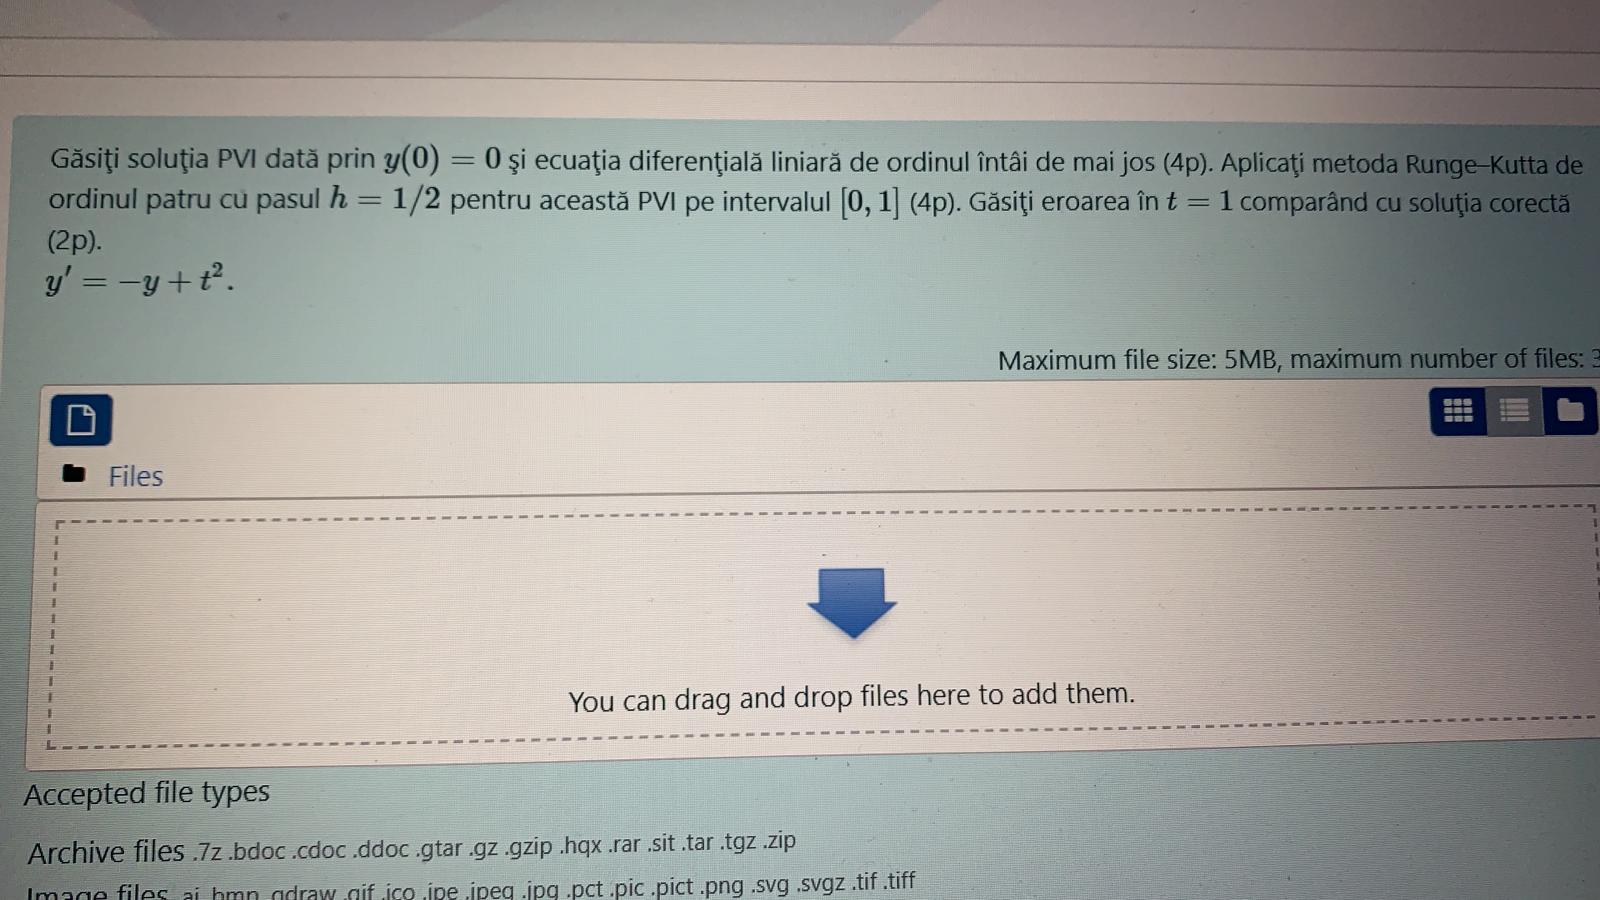 Găsiţi soluţia PVI dată prin y(0) = 0 şi ecuaţia diferenţială liniară de ordinul întâi de mai jos (4p). Aplicaţi metoda Runge–Kutta de
ordinul patru cu pasul h = 1/2 pentru această PVI pe intervalul [0, 1] (4p). Găsiţi eroarea în t = 1 comparând cu soluţia corectă
(2p).
y′ = −y + t².
Maximum file size: 5MB, maximum number of files: 3
Files
You can drag and drop files here to add them.
Accepted file types
Archive files .7z .bdoc .cdoc .ddoc .gtar .gz .gzip .hqx .rar .sit .tar .tgz .zip
Image files .ai .bmp .gdraw .gif .ico .jpe .jpeg .jpg .pct .pic .pict .png .svg .svgz .tif .tiff